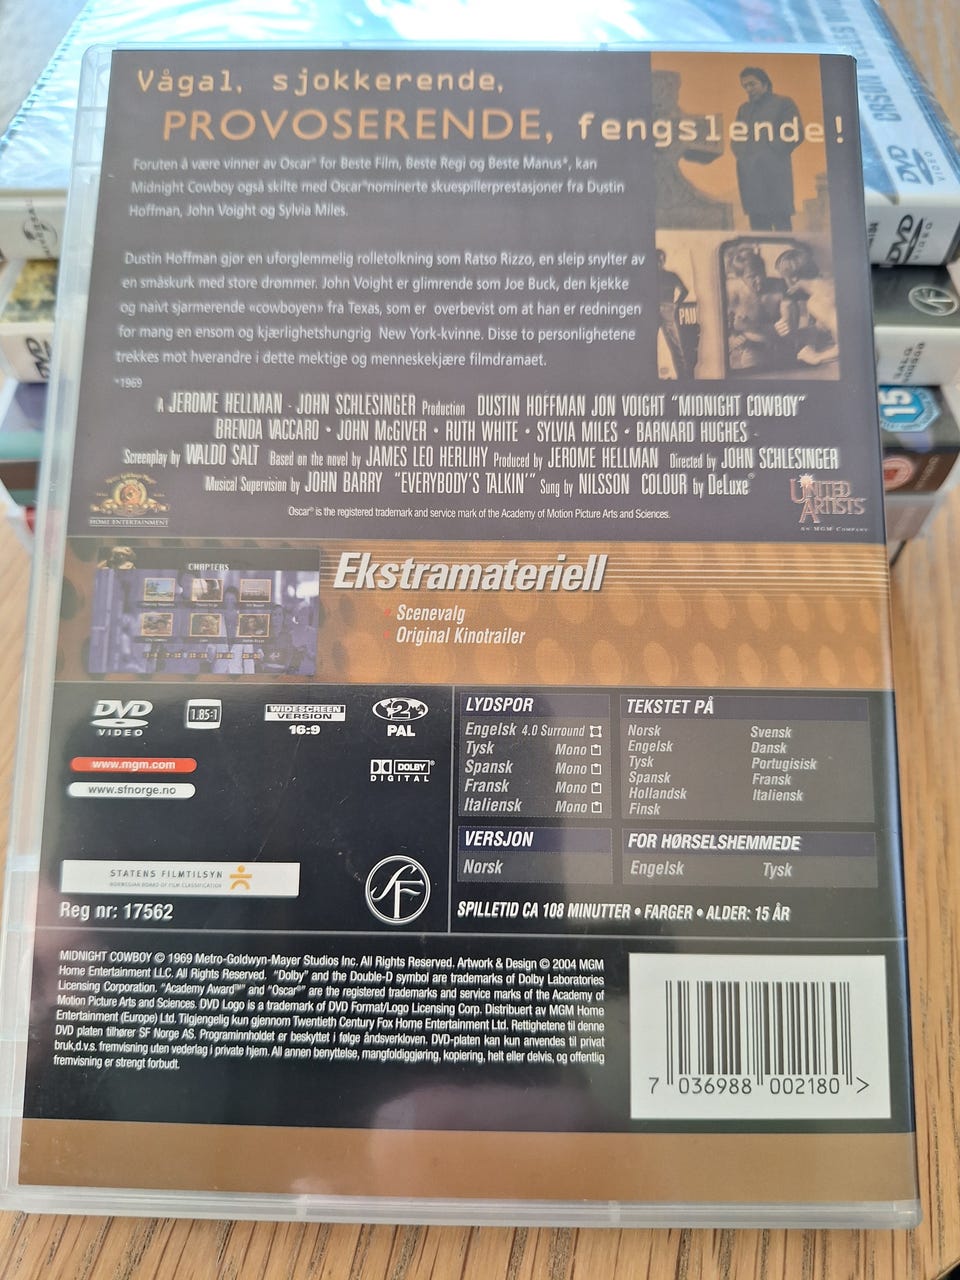 Vågal, sjokkerende,
PROVOSERENDE, fengslende!
Foruten å være vinner av Oscar® for Beste Film, Beste Regi og Beste Manus*, kan
Midnight Cowboy også skilte med Oscar®nominerte skuespillerprestasjoner fra Dustin
Hoffman, John Voight og Sylvia Miles.
Dustin Hoffman gjør en uforglemmelig rolletolkning som Ratso Rizzo, en sleip snylter av
en småskurk med store drømmer. John Voight er glimrende som Joe Buck, den kjekke
og naivt sjarmerende «cowboyen» fra Texas, som er overbevist om at han er redningen
for mang en ensom og kjærlighetshungrig New York-kvinne. Disse to personlighetene
trekkes mot hverandre i dette mektige og menneskekjære filmdramaet.
*1969
PAU
A JEROME HELLMAN - JOHN SCHLESINGER Production DUSTIN HOFFMAN JON VOIGHT "MIDNIGHT COWBOY"
BRENDA VACCARO • JOHN McGIVER • RUTH WHITE • SYLVIA MILES • BARNARD HUGHES
Screenplay by WALDO SALT Based on the novel by JAMES LEO HERLIHY Produced by JEROME HELLMAN Directed by JOHN SCHLESINGER
Musical Supervision by JOHN BARRY "EVERYBODY'S TALKIN'" Sung by NILSSON COLOUR by DeLuxe®
Oscar® is the registered trademark and service mark of the Academy of Motion Picture Arts and Sciences.
HOME ENTERTAINMENT
UNITED
ARTISTS
AN MGM COMPANY
CHAPTERS
Ekstramateriell
• Scenevalg
• Original Kinotrailer
DVD
VIDEO
1.85:1
WIDESCREEN
VERSION
16:9
2
PAL
www.mgm.com
www.sfnorge.no
DOLBY
DIGITAL
STATENS FILMTILSYN
NORWEGIAN BOARD OF FILM CLASSIFICATION
Reg nr: 17562
SF
LYDSPOR
Engelsk 4.0 Surround
Tysk Mono
Spansk Mono
Fransk Mono
Italiensk Mono
TEKSTET PÅ
Norsk Svensk
Engelsk Dansk
Tysk Portugisisk
Spansk Fransk
Hollandsk Italiensk
Finsk
VERSJON
Norsk
FOR HØRSELSHEMMEDE
Engelsk Tysk
SPILLETID CA 108 MINUTTER • FARGER • ALDER: 15 ÅR
MIDNIGHT COWBOY © 1969 Metro-Goldwyn-Mayer Studios Inc. All Rights Reserved. Artwork & Design © 2004 MGM
Home Entertainment LLC. All Rights Reserved. "Dolby" and the Double-D symbol are trademarks of Dolby Laboratories
Licensing Corporation. "Academy Award™" and "Oscar®" are the registered trademarks and service marks of the Academy of
Motion Picture Arts and Sciences. DVD Logo is a trademark of DVD Format/Logo Licensing Corp. Distribuert av MGM Home
Entertainment (Europe) Ltd. Tilgjengelig kun gjennom Twentieth Century Fox Home Entertainment Ltd. Rettighetene til denne
DVD platen tilhører SF Norge AS. Programinnholdet er beskyttet i følge åndsverkloven. DVD-platen kan kun anvendes til privat
bruk,d.v.s. fremvisning uten vederlag i private hjem. All annen benyttelse, mangfoldiggjøring, kopiering, helt eller delvis, og offentlig
fremvisning er strengt forbudt.
7 036988 002180 >
DVD
VIDEO
DVD
VIDEO
15